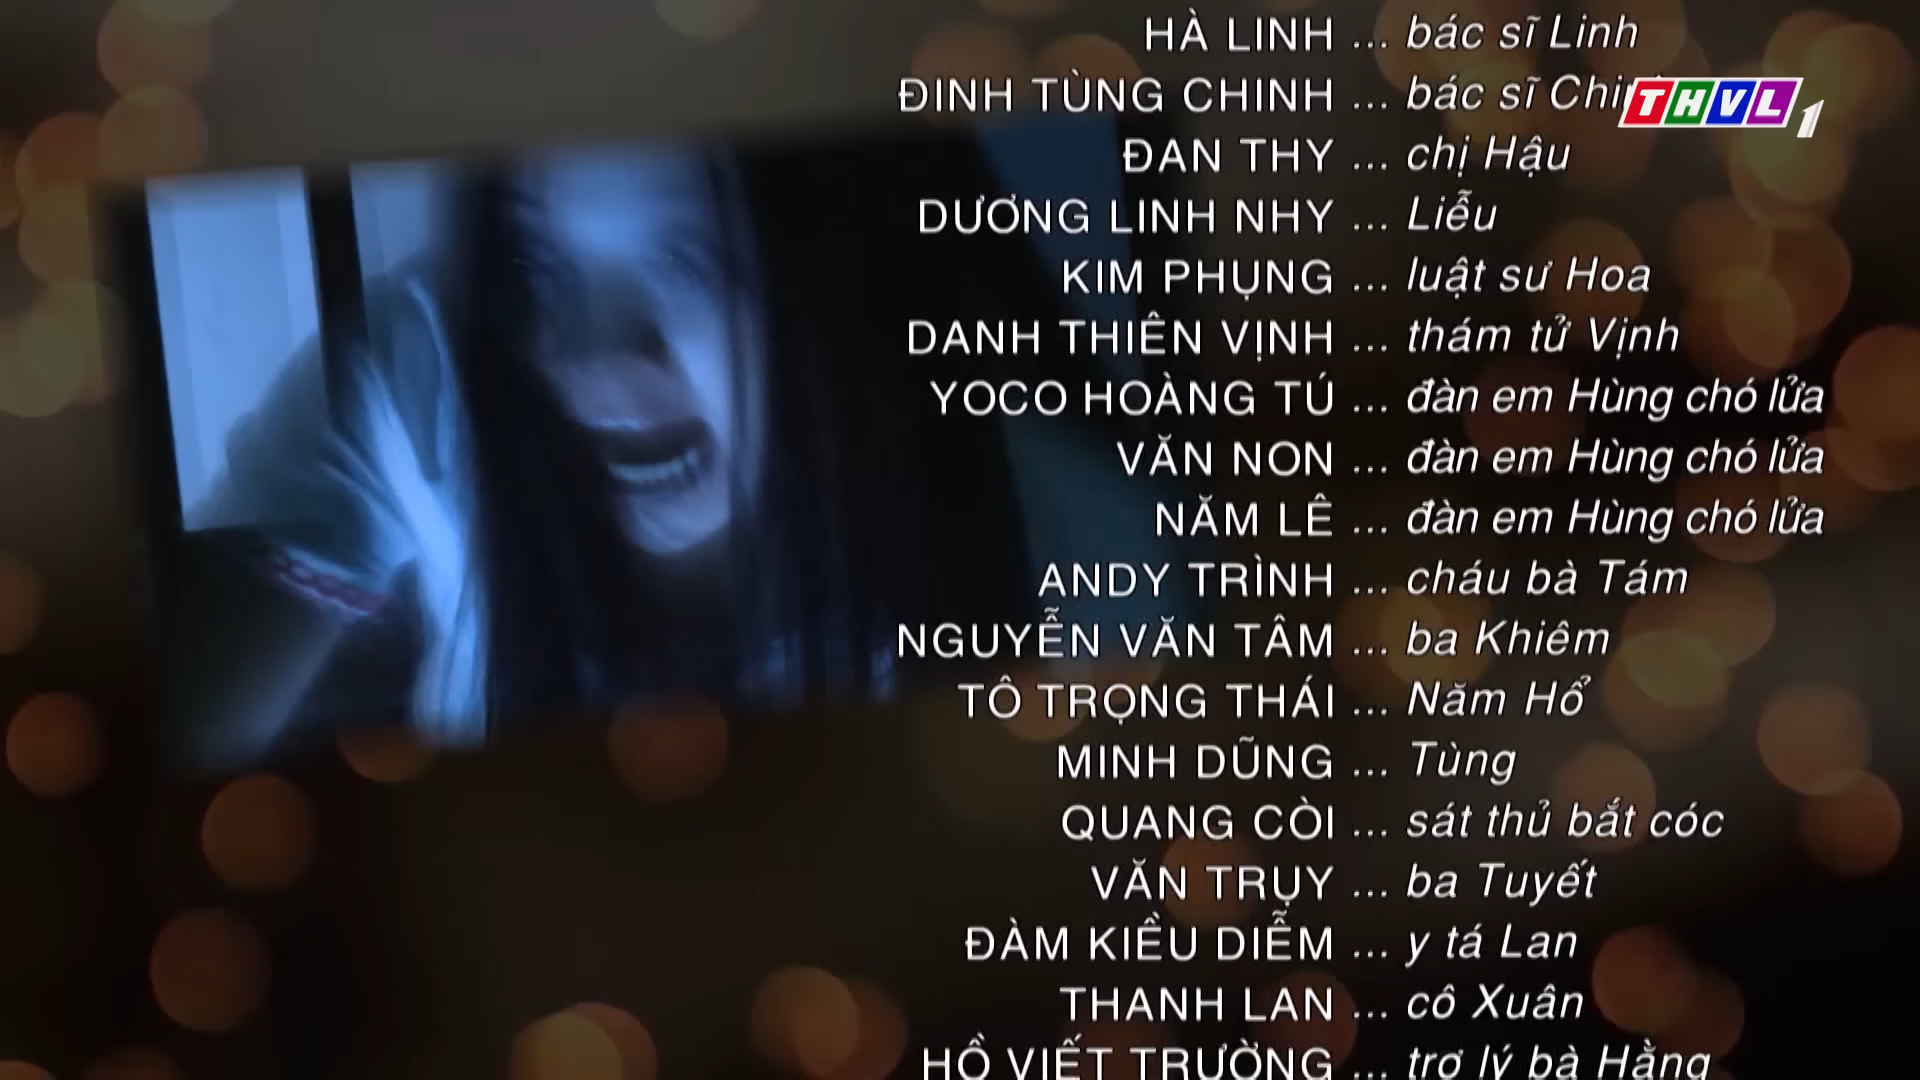 HÀ LINH ... bác sĩ Linh
ĐINH TÙNG CHINH ... bác sĩ
THVL 1
ĐAN THY ... chị Hậu
DƯƠNG LINH NHY ... Liễu
KIM PHỤNG ... luật sư Hoa
DANH THIÊN VỊNH ... thám tử Vịnh
YOCO HOÀNG TÚ ... đàn em Hùng chó lửa
VĂN NON ... đàn em Hùng chó lửa
NĂM LÊ ... đàn em Hùng chó lửa
ANDY TRÌNH ... cháu bà Tám
NGUYỄN VĂN TÂM ... ba Khiêm
TÔ TRỌNG THÁI ... Năm Hổ
MINH DŨNG ... Tùng
QUANG CÒI ... sát thủ bắt cóc
VĂN TRỤY ... ba Tuyết
ĐÀM KIỀU DIỄM ... y tá Lan
THANH LAN ... cô Xuân
HỒ VIẾT TRƯỜNG ... trợ lý bà Hằng